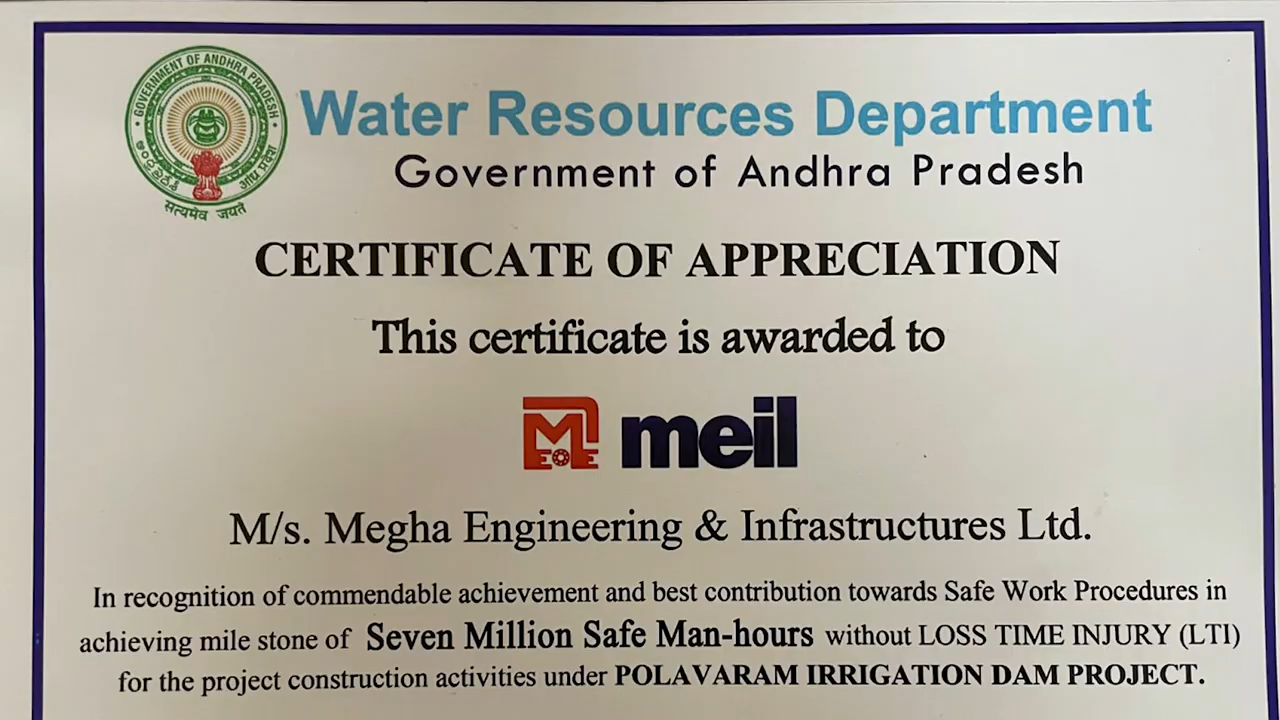 GOVERNMENT OF ANDHRA PRADESH
आंध्र प्रदेश
सत्यमेव जयते
Water Resources Department
Government of Andhra Pradesh
CERTIFICATE OF APPRECIATION
This certificate is awarded to
meil
M/s. Megha Engineering & Infrastructures Ltd.
In recognition of commendable achievement and best contribution towards Safe Work Procedures in
achieving mile stone of Seven Million Safe Man-hours without LOSS TIME INJURY (LTI)
for the project construction activities under POLAVARAM IRRIGATION DAM PROJECT.